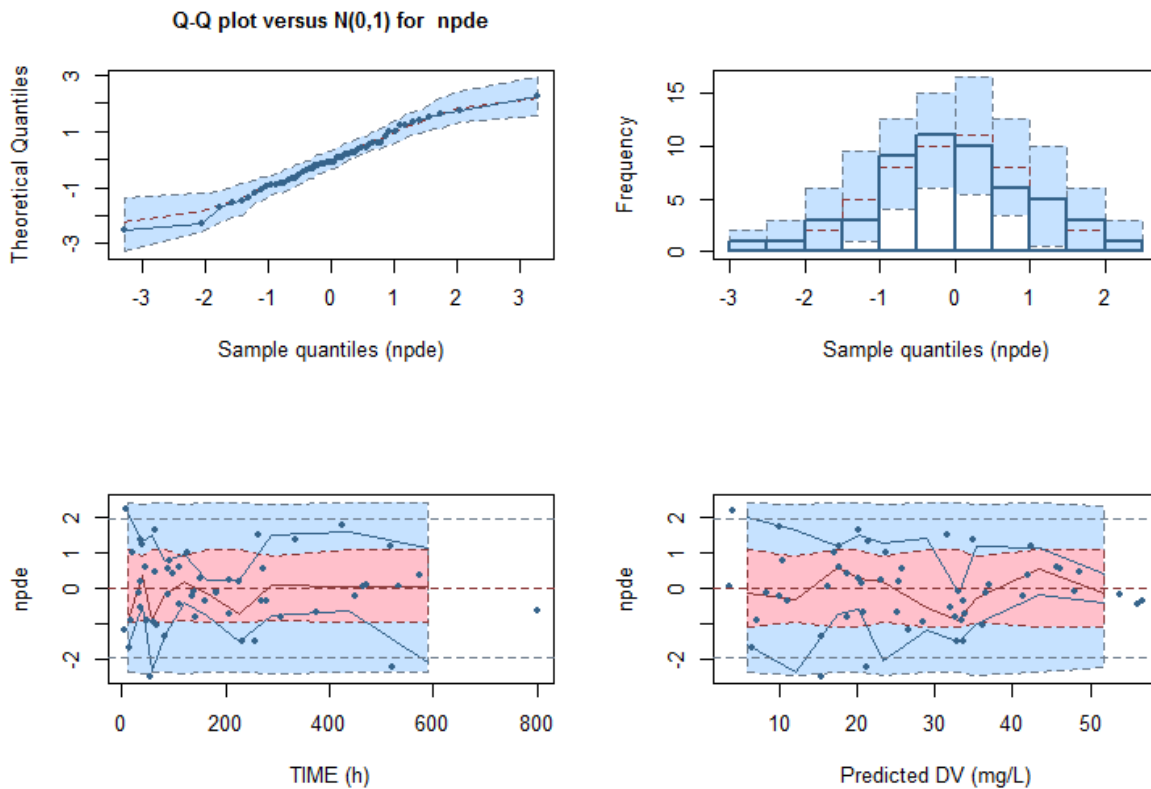 Q-Q plot versus N(0,1) for npde
Theoretical Quantiles
3
1
-1
-3
-3 -2 -1 0 1 2 3
Sample quantiles (npde)
Frequency
15
10
5
0
-3 -2 -1 0 1 2
Sample quantiles (npde)
npde
2
1
0
-2
0 200 400 600 800
TIME (h)
npde
2
1
0
-2
10 20 30 40 50
Predicted DV (mg/L)